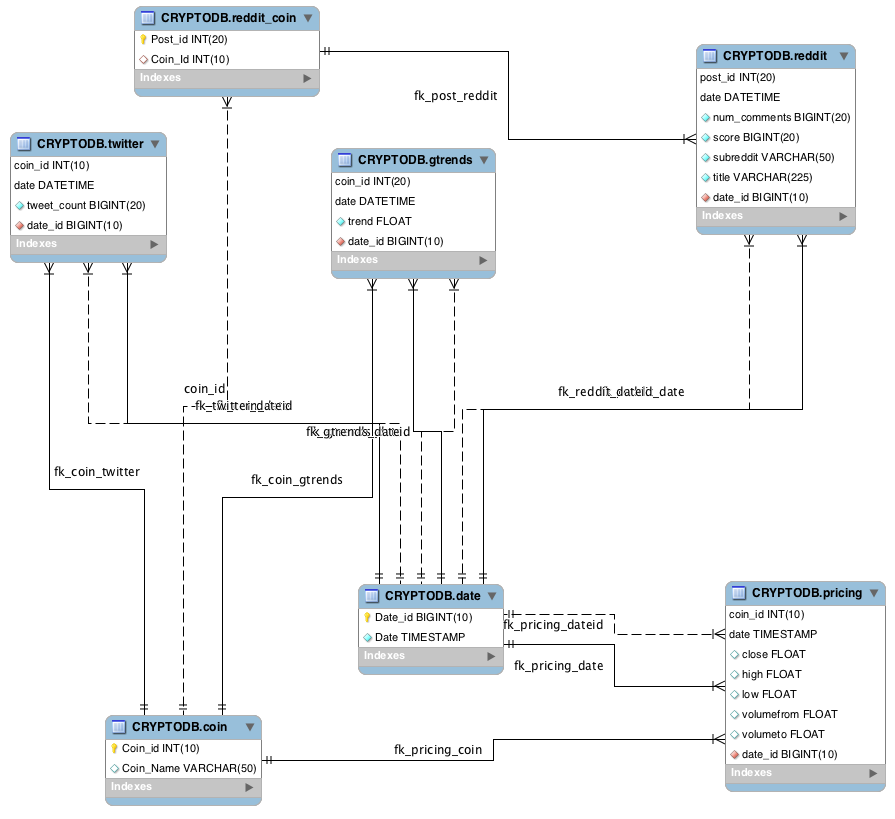 CRYPTODB.reddit_coin
Post_id INT(20)
Coin_Id INT(10)
Indexes
CRYPTODB.reddit
post_id INT(20)
date DATETIME
num_comments BIGINT(20)
score BIGINT(20)
subreddit VARCHAR(50)
title VARCHAR(225)
date_id BIGINT(10)
Indexes
fk_post_reddit
CRYPTODB.twitter
coin_id INT(10)
date DATETIME
tweet_count BIGINT(20)
date_id BIGINT(10)
Indexes
CRYPTODB.gtrends
coin_id INT(20)
date DATETIME
trend FLOAT
date_id BIGINT(10)
Indexes
coin_id
fk_twitter_dateid
fk_gtrends_dateid
fk_coin_twitter
fk_coin_gtrends
CRYPTODB.date
Date_id BIGINT(10)
Date TIMESTAMP
Indexes
fk_pricing_dateid
fk_pricing_date
CRYPTODB.pricing
coin_id INT(10)
date TIMESTAMP
close FLOAT
high FLOAT
low FLOAT
volumefrom FLOAT
volumeto FLOAT
date_id BIGINT(10)
Indexes
CRYPTODB.coin
Coin_id INT(10)
Coin_Name VARCHAR(50)
Indexes
fk_pricing_coin